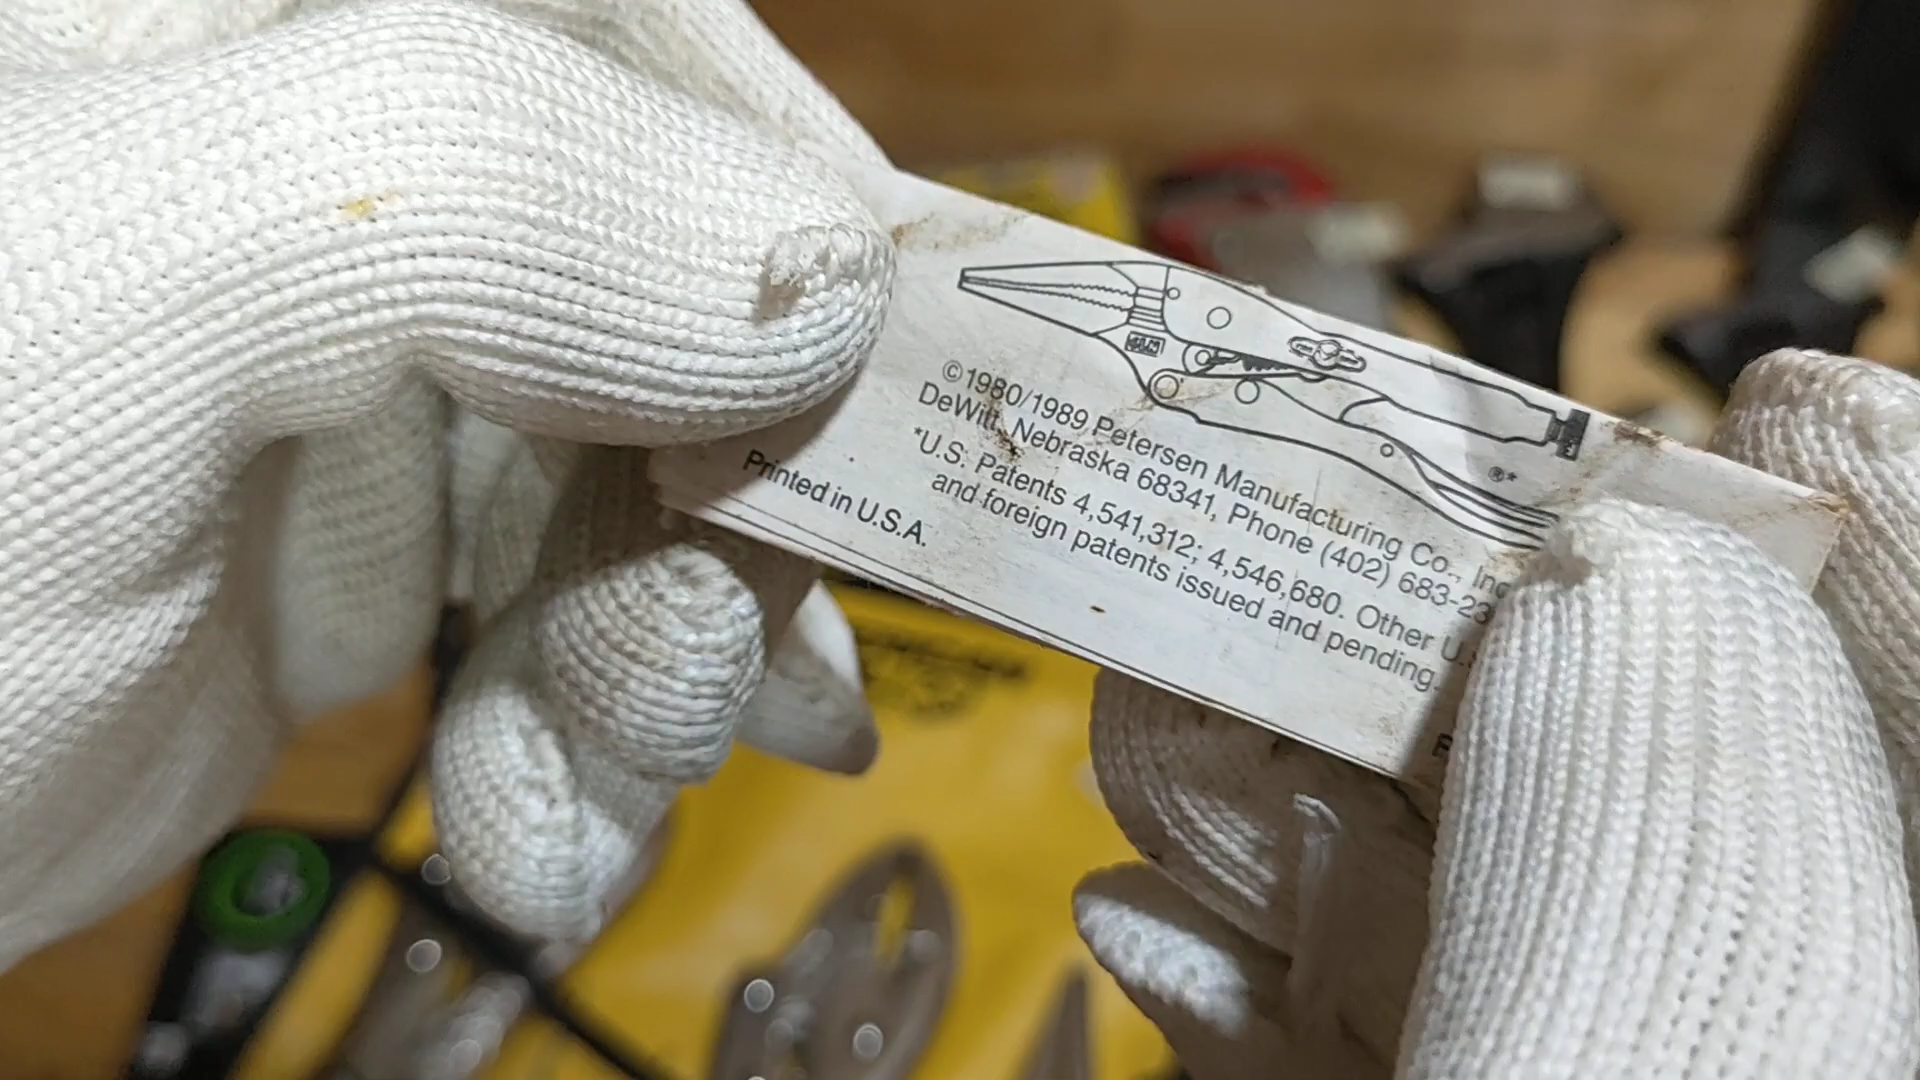 ®*
©1980/1989 Petersen Manufacturing Co., Inc
DeWitt, Nebraska 68341, Phone (402) 683-23
*U.S. Patents 4,541,312; 4,546,680. Other U.
and foreign patents issued and pending.
Printed in U.S.A.